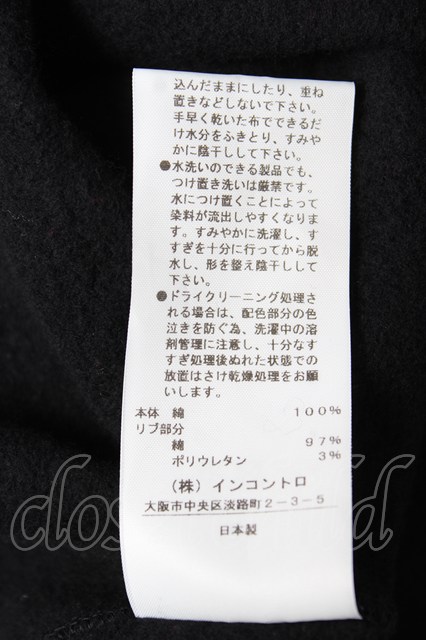 込んだままにしたり、重ね
置きなどしないで下さい。
手早く乾いた布でできるだ
け水分をふきとり、すみや
かに陰干しして下さい。
●水洗いのできる製品でも、
つけ置き洗いは厳禁です。
水につけ置くことによって
染料が流出しやすくなりま
す。すみやかに洗濯し、す
すぎを十分に行ってから脱
水し、形を整え陰干しして
下さい。
●ドライクリーニング処理さ
れる場合は、配色部分の色
泣きを防ぐ為、洗濯中の溶
剤管理に注意し、十分なす
すぎ処理後ぬれた状態での
放置はさけ乾燥処理をお願
いします。
本体 綿 100%
リブ部分
綿 97%
ポリウレタン 3%
(株)インコントロ
大阪市中央区淡路町2-3-5
日本製